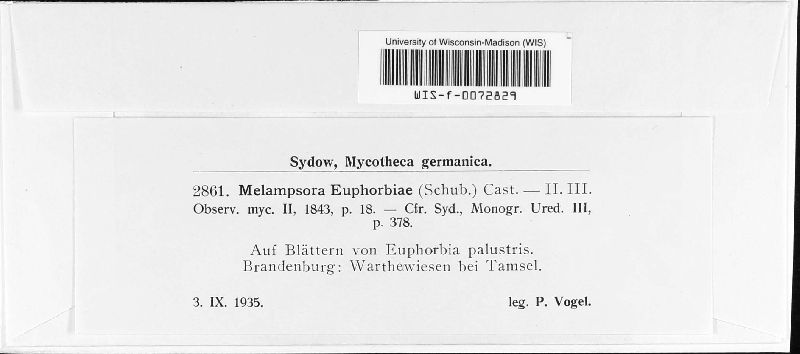 University of Wisconsin-Madison (WIS)
WIS-f-0072829
Sydow, Mycotheca germanica.
2861. Melampsora Euphorbiae (Schub.) Cast. — II. III.
Observ. myc. II, 1843, p. 18. — Cfr. Syd., Monogr. Ured. III,
p. 378.
Auf Blättern von Euphorbia palustris.
Brandenburg: Warthewiesen bei Tamsel.
3. IX. 1935. leg. P. Vogel.